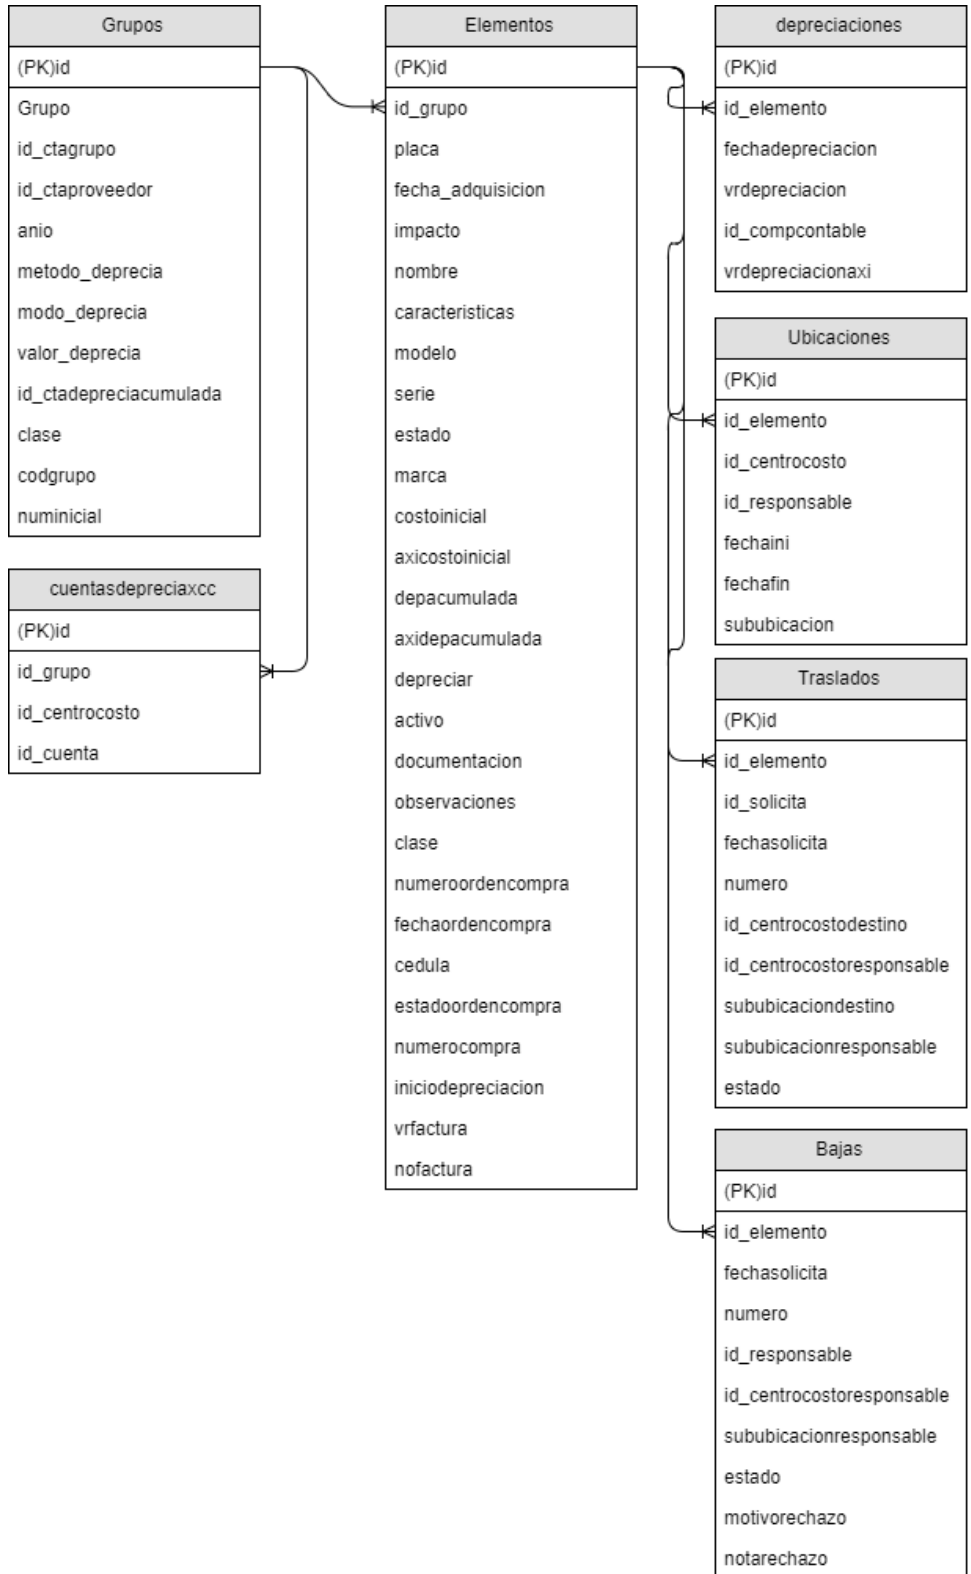 Grupos
(PK)id
Grupo
id_ctagrupo
id_ctaproveedor
anio
metodo_deprecia
modo_deprecia
valor_deprecia
id_ctadepreciacumulada
clase
codgrupo
numinicial
cuentasdepreciaxcc
(PK)id
id_grupo
id_centrocosto
id_cuenta
Elementos
(PK)id
id_grupo
placa
fecha_adquisicion
impacto
nombre
caracteristicas
modelo
serie
estado
marca
costoinicial
axicostoinicial
depacumulada
axidepacumulada
depreciar
activo
documentacion
observaciones
clase
numeroordencompra
fechaordencompra
cedula
estadoordencompra
numerocompra
iniciodepreciacion
vrfactura
nofactura
depreciaciones
(PK)id
id_elemento
fechadepreciacion
vrdepreciacion
id_compcontable
vrdepreciacionaxi
Ubicaciones
(PK)id
id_elemento
id_centrocosto
id_responsable
fechaini
fechafin
sububicacion
Traslados
(PK)id
id_elemento
id_solicita
fechasolicita
numero
id_centrocostodestino
id_centrocostoresponsable
sububicaciondestino
sububicacionresponsable
estado
Bajas
(PK)id
id_elemento
fechasolicita
numero
id_responsable
id_centrocostoresponsable
sububicacionresponsable
estado
motivorechazo
notarechazo